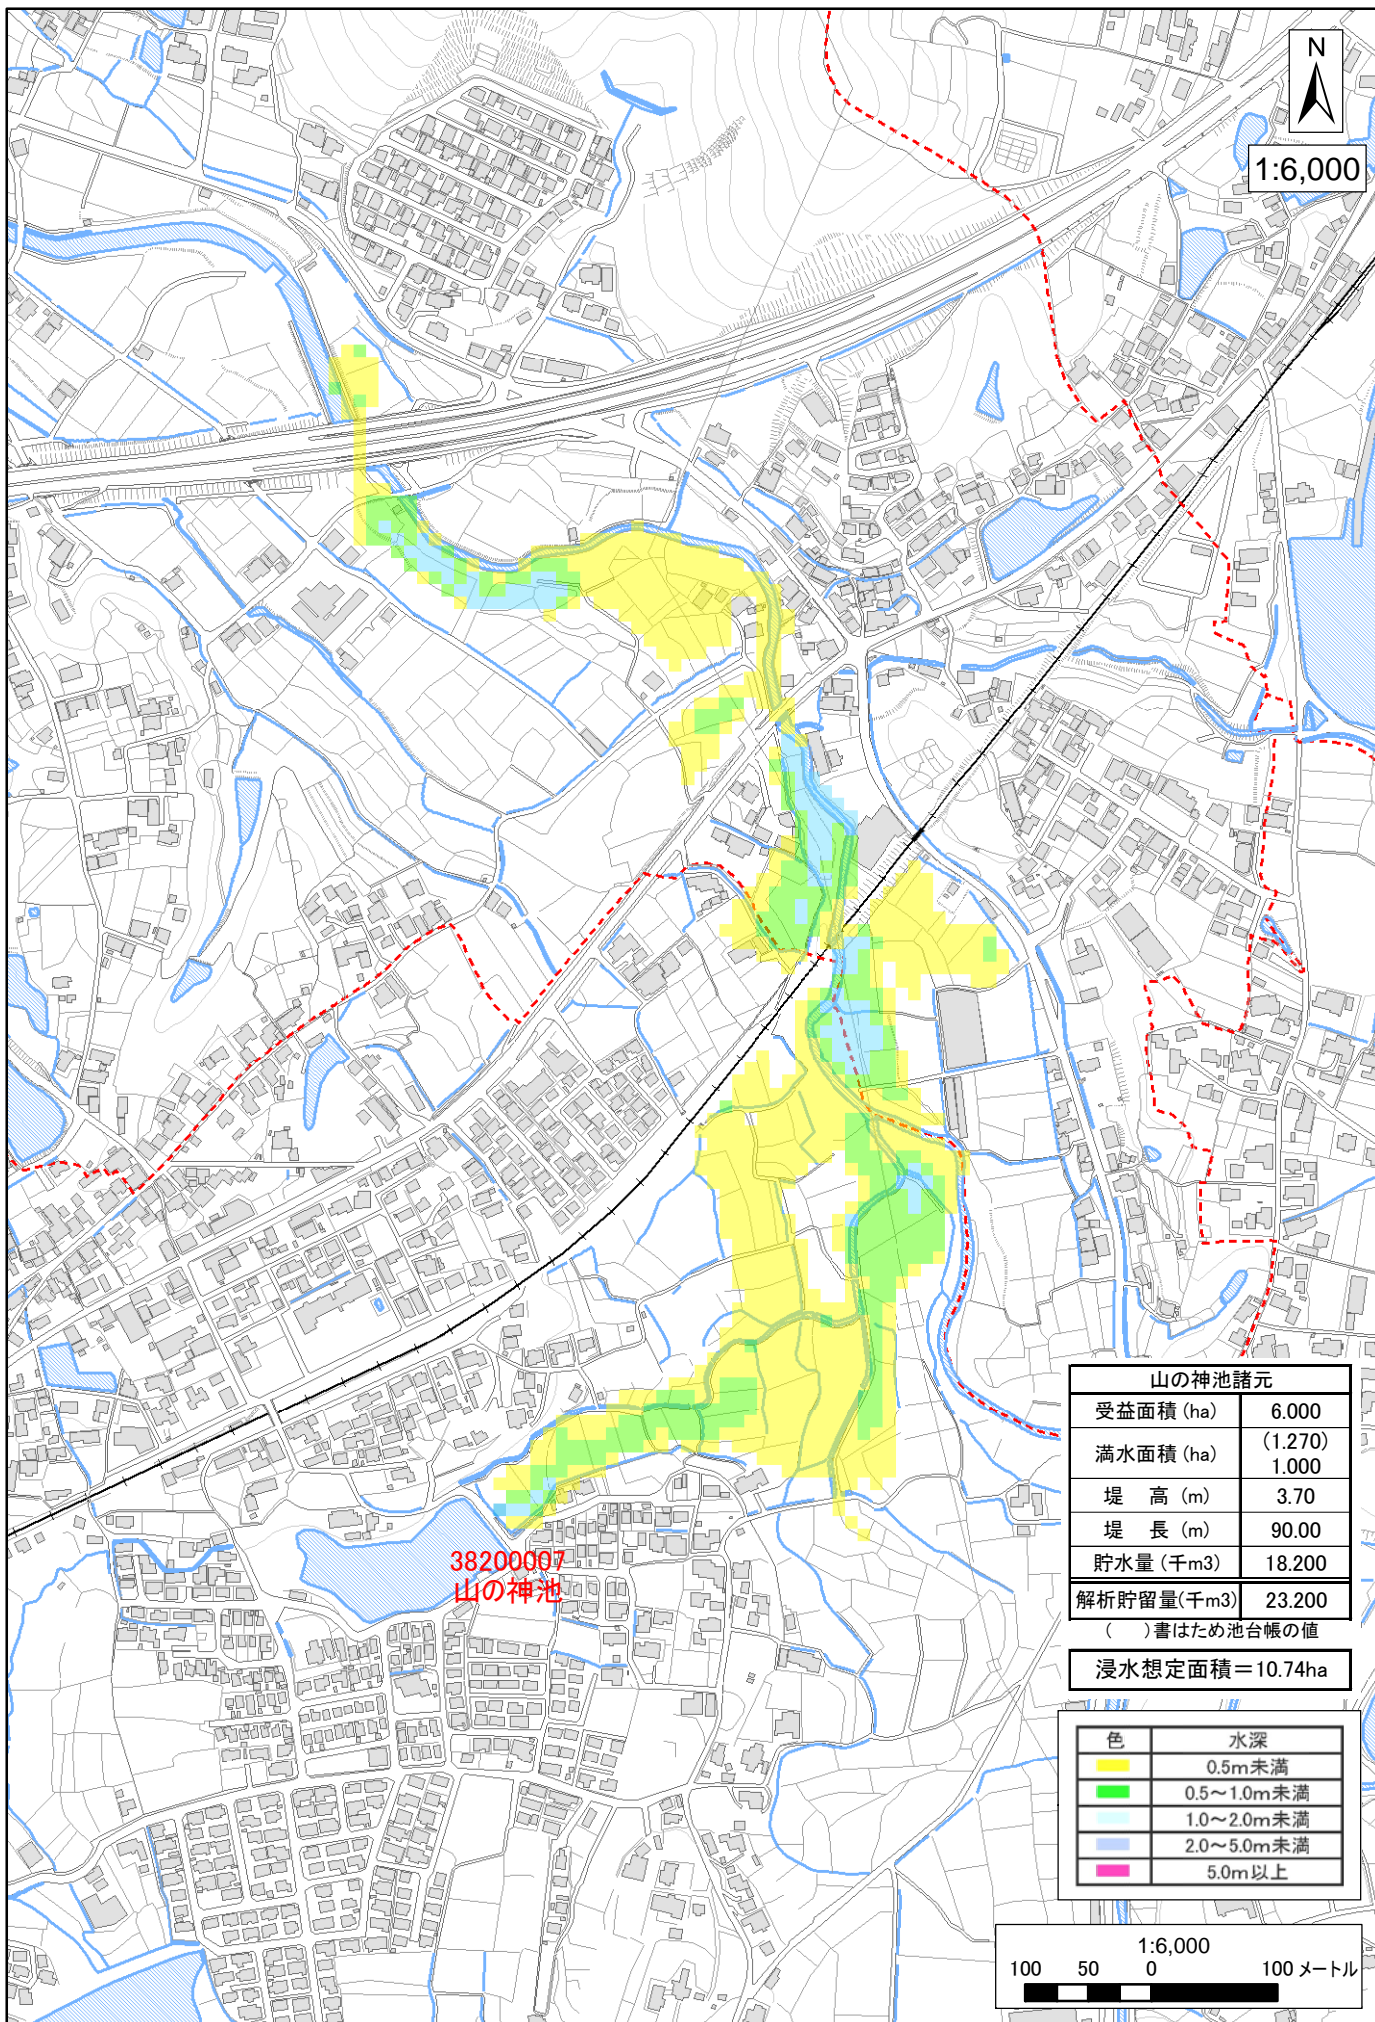 N
1:6,000
38200007
山の神池
山の神池諸元
受益面積(ha) 6.000
満水面積(ha) (1.270)
1.000
堤 高(m) 3.70
堤 長(m) 90.00
貯水量(千m3) 18.200
解析貯留量(千m3) 23.200
( )書はため池台帳の値
浸水想定面積=10.74ha
色 水深
0.5m未満
0.5~1.0m未満
1.0~2.0m未満
2.0~5.0m未満
5.0m以上
1:6,000
100 50 0 100 メートル